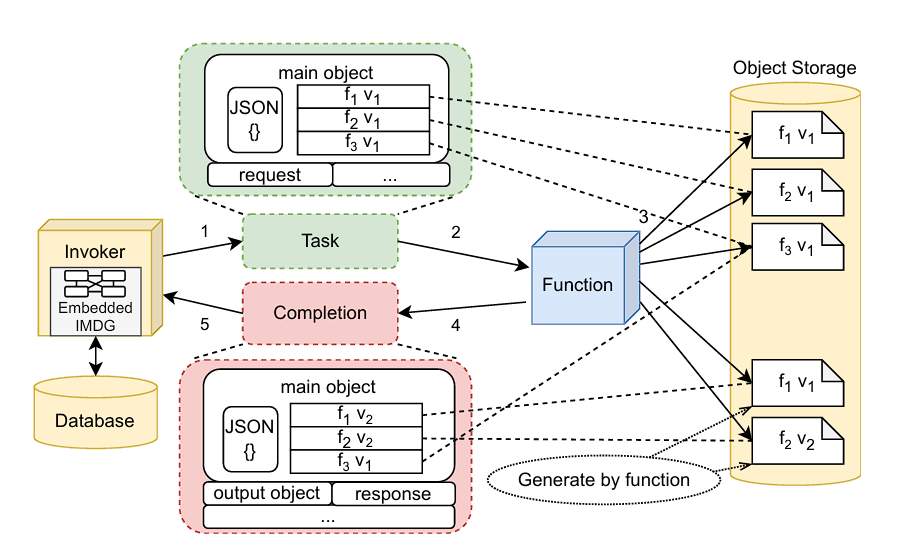 Object Storage
main object
JSON
{}
f1 v1
f2 v1
f3 v1
request
...
f1 v1
f2 v1
f3 v1
1
Task
2
3
Invoker
Embedded
IMDG
Function
5
Completion
4
Database
main object
JSON
{}
f1 v2
f2 v2
f3 v1
output object
response
...
f1 v1
f2 v2
Generate by function